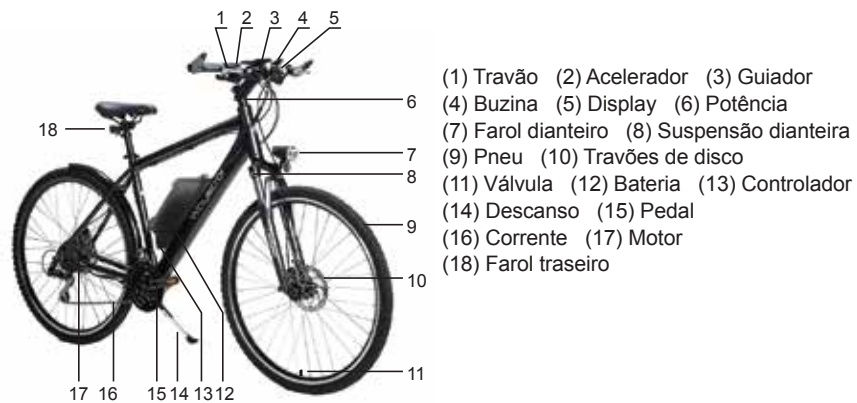 1 2 3 4 5
6
18
7
8
9
10
11
17 16 15 14 13 12
(1) Travão (2) Acelerador (3) Guiador
(4) Buzina (5) Display (6) Potência
(7) Farol dianteiro (8) Suspensão dianteira
(9) Pneu (10) Travões de disco
(11) Válvula (12) Bateria (13) Controlador
(14) Descanso (15) Pedal
(16) Corrente (17) Motor
(18) Farol traseiro